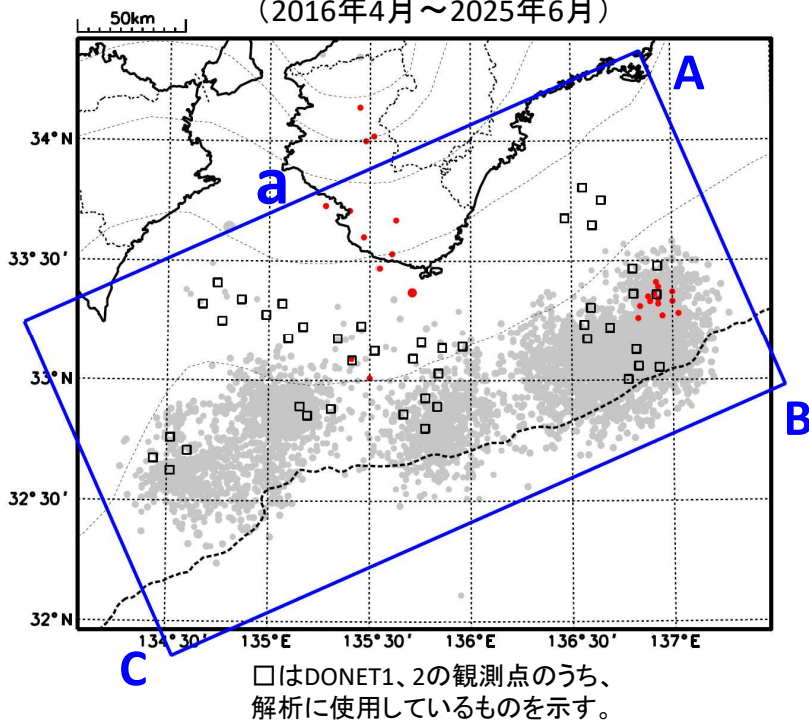 (2016年4月～2025年6月)
50km
A
34°N
a
33°30'
33°N
B
32°30'
32°N
134°30'
135°E
135°30'
136°E
136°30'
137°E
C
□はDONET1、2の観測点のうち、
解析に使用しているものを示す。